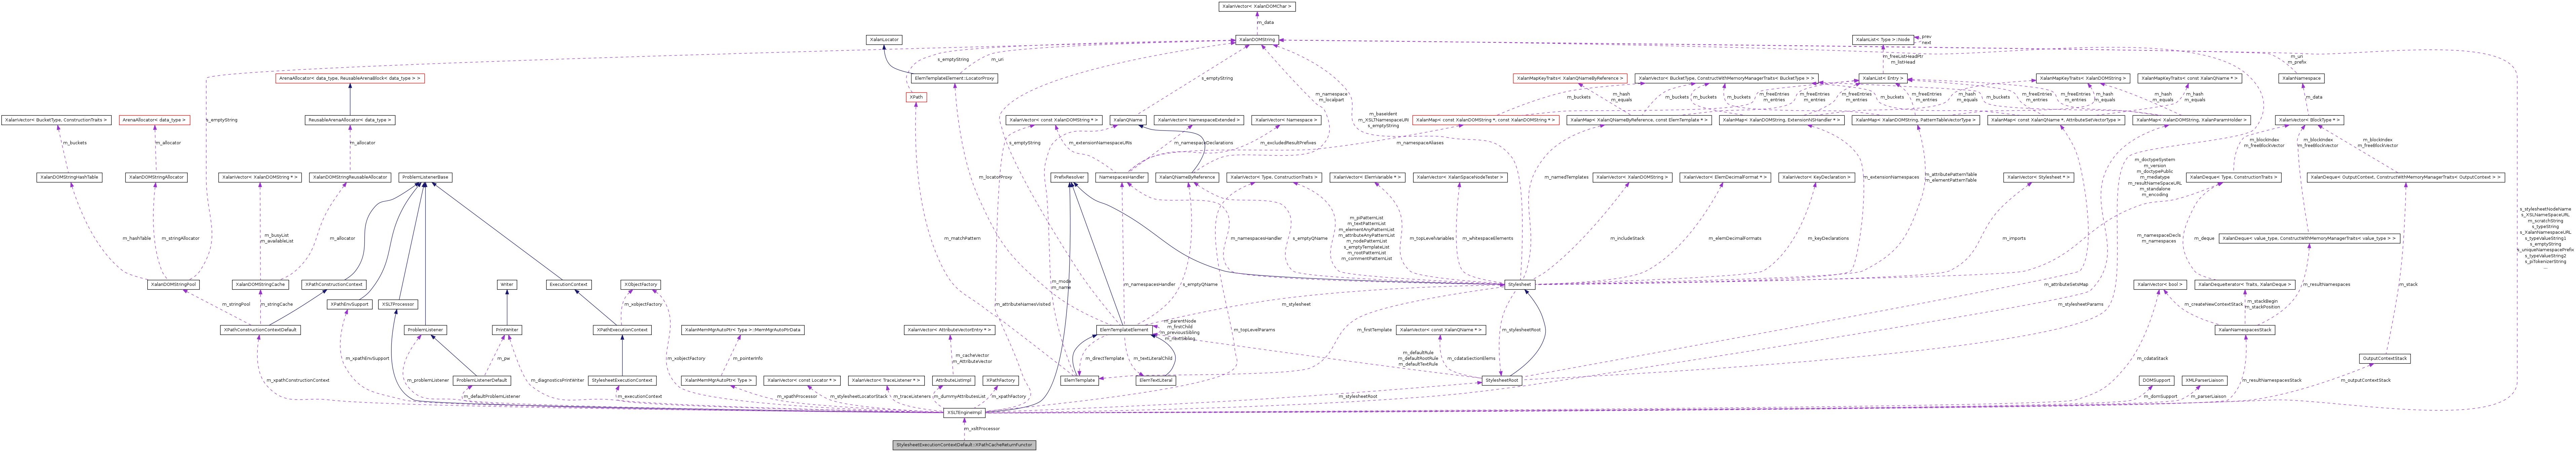 XalanVector< XalanDOMChar >
m_data
XalanLocator
XalanDOMString
XalanList< Type >::Node
prev
next
s_emptyString
m_uri
m_freeListHeadPtr
m_listHead
m_uri
m_prefix
ArenaAllocator< data_type, ReusableArenaBlock< data_type > >
ElemTemplateElement::LocatorProxy
s_emptyString
XalanMapKeyTraits< XalanQNameByReference >
XalanVector< BucketType, ConstructWithMemoryManagerTraits< BucketType > >
XalanList< Entry >
XalanMapKeyTraits< XalanDOMString >
XalanMapKeyTraits< const XalanQName * >
XalanNamespace
XPath
m_namespace
m_localpart
m_buckets
m_hash
m_equals
m_buckets
m_buckets
m_freeEntries
m_entries
m_freeEntries
m_entries
m_freeEntries
m_entries
m_buckets
m_freeEntries
m_entries
m_hash
m_equals
m_buckets
m_freeEntries
m_entries
m_freeEntries
m_entries
m_hash
m_equals
m_hash
m_equals
m_data
XalanVector< BucketType, ConstructionTraits >
ArenaAllocator< data_type >
s_emptyString
ReusableArenaAllocator< data_type >
XalanVector< const XalanDOMString * >
XalanQName
XalanVector< NamespaceExtended >
XalanVector< Namespace >
m_baseIdent
m_XSLTNamespaceURI
s_emptyString
XalanMap< const XalanDOMString *, const XalanDOMString * >
XalanMap< XalanQNameByReference, const ElemTemplate * >
XalanMap< XalanDOMString, ExtensionNSHandler * >
XalanMap< XalanDOMString, PatternTableVectorType >
XalanMap< const XalanQName *, AttributeSetVectorType >
XalanMap< XalanDOMString, XalanParamHolder >
XalanVector< BlockType * >
m_buckets
m_allocator
m_allocator
s_emptyString
m_extensionNamespaceURIs
m_namespaceDeclarations
m_excludedResultPrefixes
m_namespaceAliases
m_blockIndex
m_freeBlockVector
m_blockIndex
m_freeBlockVector
m_blockIndex
m_freeBlockVector
XalanDOMStringHashTable
XalanDOMStringAllocator
XalanVector< XalanDOMString * >
XalanDOMStringReusableAllocator
ProblemListenerBase
m_locatorProxy
PrefixResolver
NamespacesHandler
XalanQNameByReference
XalanVector< Type, ConstructionTraits >
XalanVector< ElemVariable * >
XalanVector< XalanSpaceNodeTester >
m_namedTemplates
XalanVector< XalanDOMString >
XalanVector< ElemDecimalFormat * >
XalanVector< KeyDeclaration >
m_extensionNamespaces
m_attributePatternTable
m_elementPatternTable
XalanVector< Stylesheet * >
m_doctypeSystem
m_version
m_doctypePublic
m_mediatype
m_resultNameSpaceURL
m_standalone
m_encoding
XalanDeque< Type, ConstructionTraits >
XalanDeque< OutputContext, ConstructWithMemoryManagerTraits< OutputContext > >
m_hashTable
m_stringAllocator
m_busyList
m_availableList
m_allocator
m_matchPattern
m_namespacesHandler
s_emptyQName
m_piPatternList
m_textPatternList
m_elementAnyPatternList
m_attributeAnyPatternList
m_nodePatternList
s_emptyTemplateList
m_rootPatternList
m_commentPatternList
m_topLevelVariables
m_whitespaceElements
m_includeStack
m_elemDecimalFormats
m_keyDeclarations
m_imports
m_namespaceDecls
m_namespaces
m_deque
XalanDeque< value_type, ConstructWithMemoryManagerTraits< value_type > >
s_stylesheetNodeName
s_XSLNameSpaceURL
m_scratchString
s_typeString
s_XalanNamespaceURL
s_typeValueString1
s_emptyString
s_uniqueNamespacePrefix
s_typeValueString2
s_piTokenizerString
...
XalanDOMStringPool
XalanDOMStringCache
XPathConstructionContext
Writer
ExecutionContext
XObjectFactory
m_mode
m_name
m_namespacesHandler
s_emptyQName
Stylesheet
XalanVector< bool >
XalanDequeIterator< Traits, XalanDeque >
m_resultNamespaces
m_stack
m_stringPool
m_stringCache
XPathEnvSupport
XSLTProcessor
m_xobjectFactory
m_attributeNamesVisited
m_stylesheet
m_attributeSetsMap
m_stylesheetParams
m_createNewContextStack
m_stackBegin
m_stackPosition
XPathConstructionContextDefault
ProblemListener
PrintWriter
XPathExecutionContext
XalanMemMgrAutoPtr< Type >::MemMgrAutoPtrData
XalanVector< AttributeVectorEntry * >
ElemTemplateElement
m_parentNode
m_firstChild
m_previousSibling
m_nextSibling
m_topLevelParams
m_firstTemplate
XalanVector< const XalanQName * >
m_stylesheetRoot
XalanNamespacesStack
m_xpathEnvSupport
m_pw
m_xobjectFactory
m_pointerInfo
m_cacheVector
m_AttributeVector
m_directTemplate
m_textLiteralChild
m_defaultRule
m_defaultRootRule
m_defaultTextRule
m_cdataSectionElems
m_cdataStack
OutputContextStack
m_xpathConstructionContext
m_problemListener
ProblemListenerDefault
m_diagnosticsPrintWriter
StylesheetExecutionContext
XalanMemMgrAutoPtr< Type >
XalanVector< const Locator * >
XalanVector< TraceListener * >
AttributeListImpl
XPathFactory
ElemTemplate
ElemTextLiteral
StylesheetRoot
DOMSupport
XMLParserLiaison
m_resultNamespacesStack
m_outputContextStack
m_defaultProblemListener
m_executionContext
m_xpathProcessor
m_stylesheetLocatorStack
m_traceListeners
m_dummyAttributesList
m_xpathFactory
m_stylesheetRoot
m_domSupport
m_parserLiaison
XSLTEngineImpl
m_xsltProcessor
StylesheetExecutionContextDefault::XPathCacheReturnFunctor